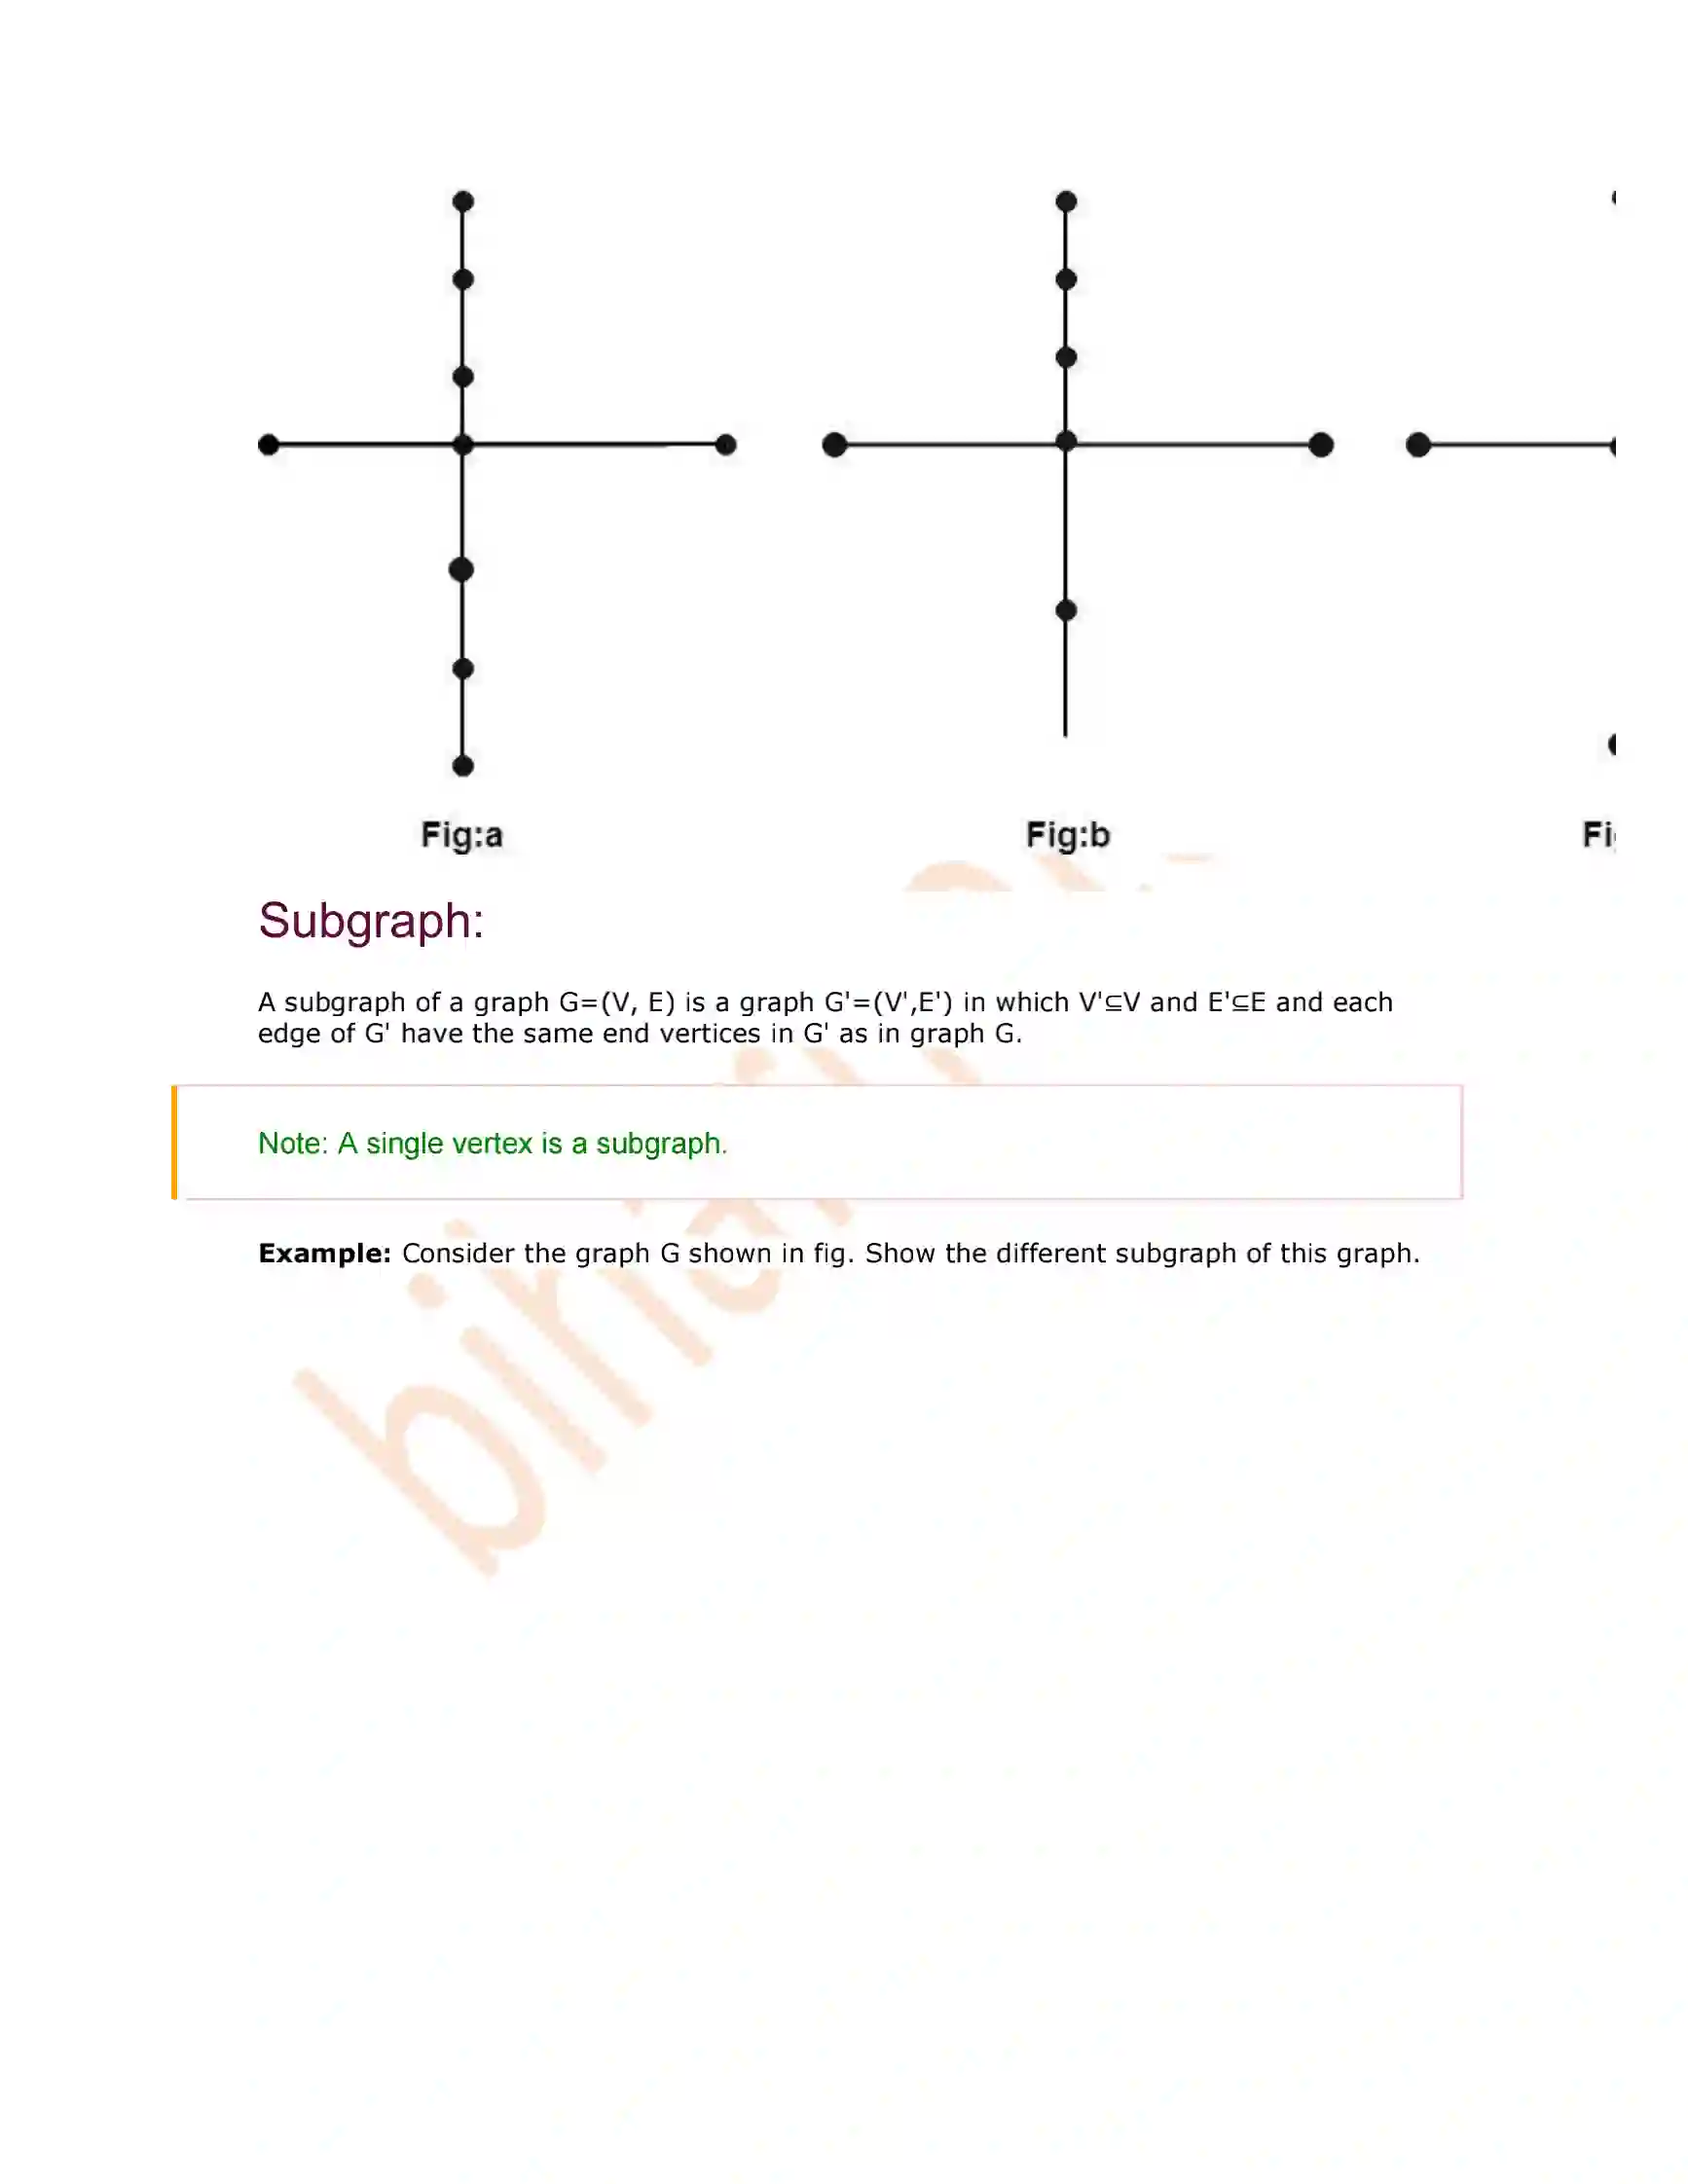 Fig:a
Fig:b
Fi
Subgraph:
A subgraph of a graph G=(V, E) is a graph G'=(V',E') in which V'⊆V and E'⊆E and each
edge of G' have the same end vertices in G' as in graph G.
Note: A single vertex is a subgraph.
Example: Consider the graph G shown in fig. Show the different subgraph of this graph.